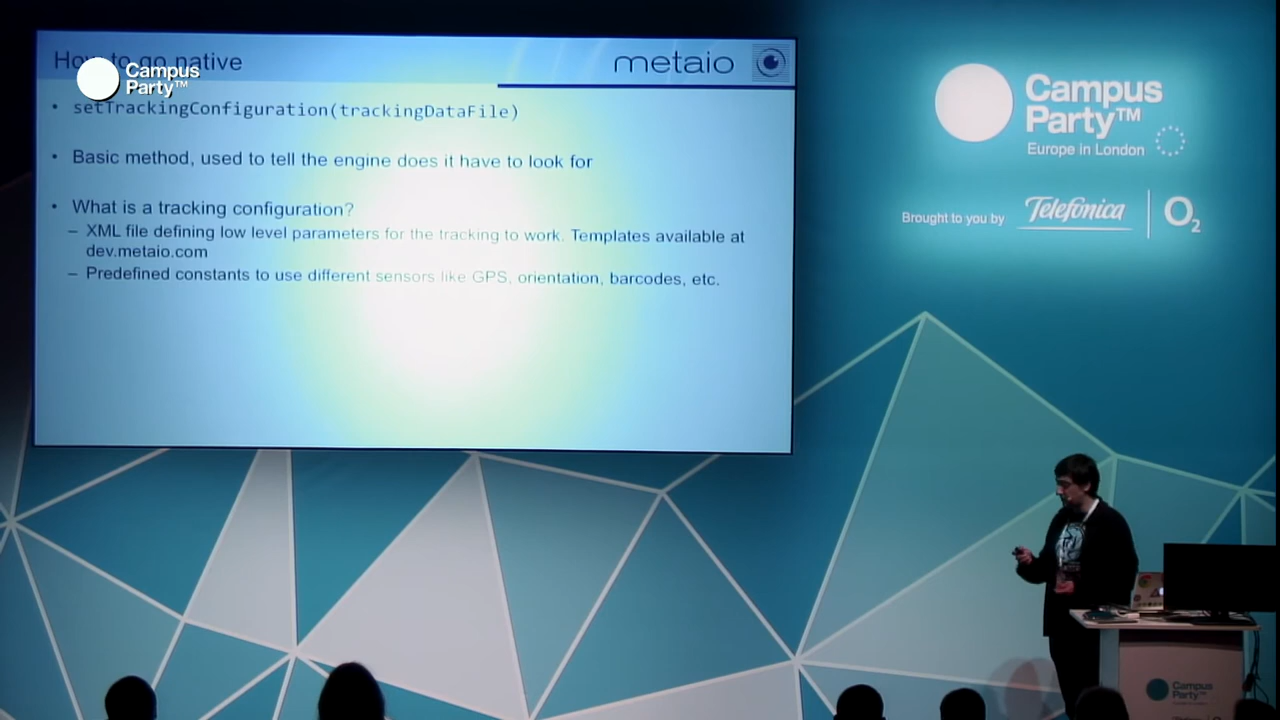 How to go native
metaio
Campus
Party™
• setTrackingConfiguration(trackingDataFile)
• Basic method, used to tell the engine does it have to look for
• What is a tracking configuration?
– XML file defining low level parameters for the tracking to work. Templates available at
dev.metaio.com
– Predefined constants to use different sensors like GPS, orientation, barcodes, etc.
Campus
Party™
Europe in London
Brought to you by
Telefónica
O2
Campus
Party™